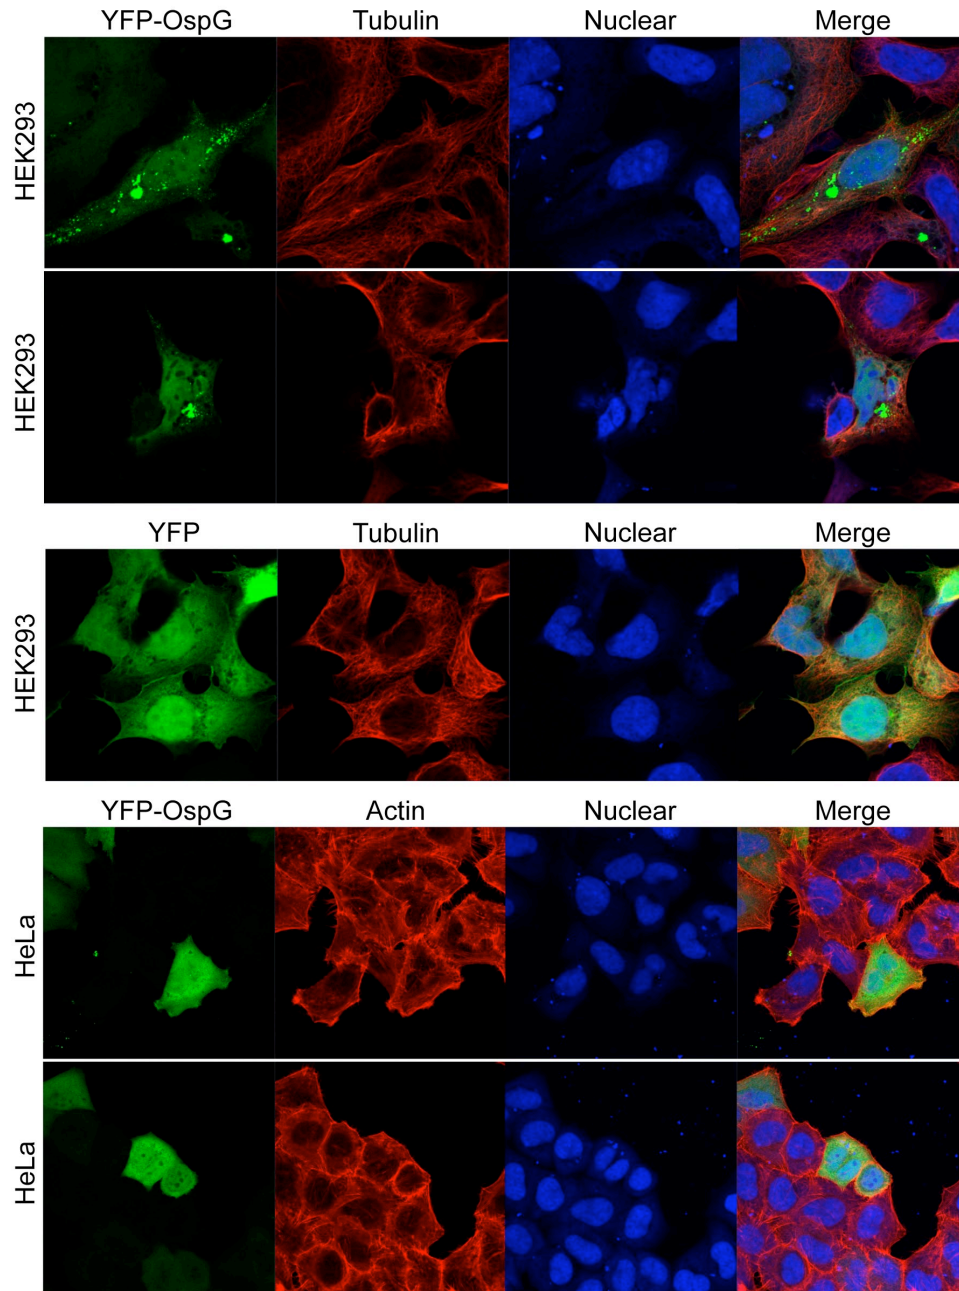 YFP-OspG Tubulin Nuclear Merge
HEK293
HEK293
YFP Tubulin Nuclear Merge
HEK293
YFP-OspG Actin Nuclear Merge
HeLa
HeLa